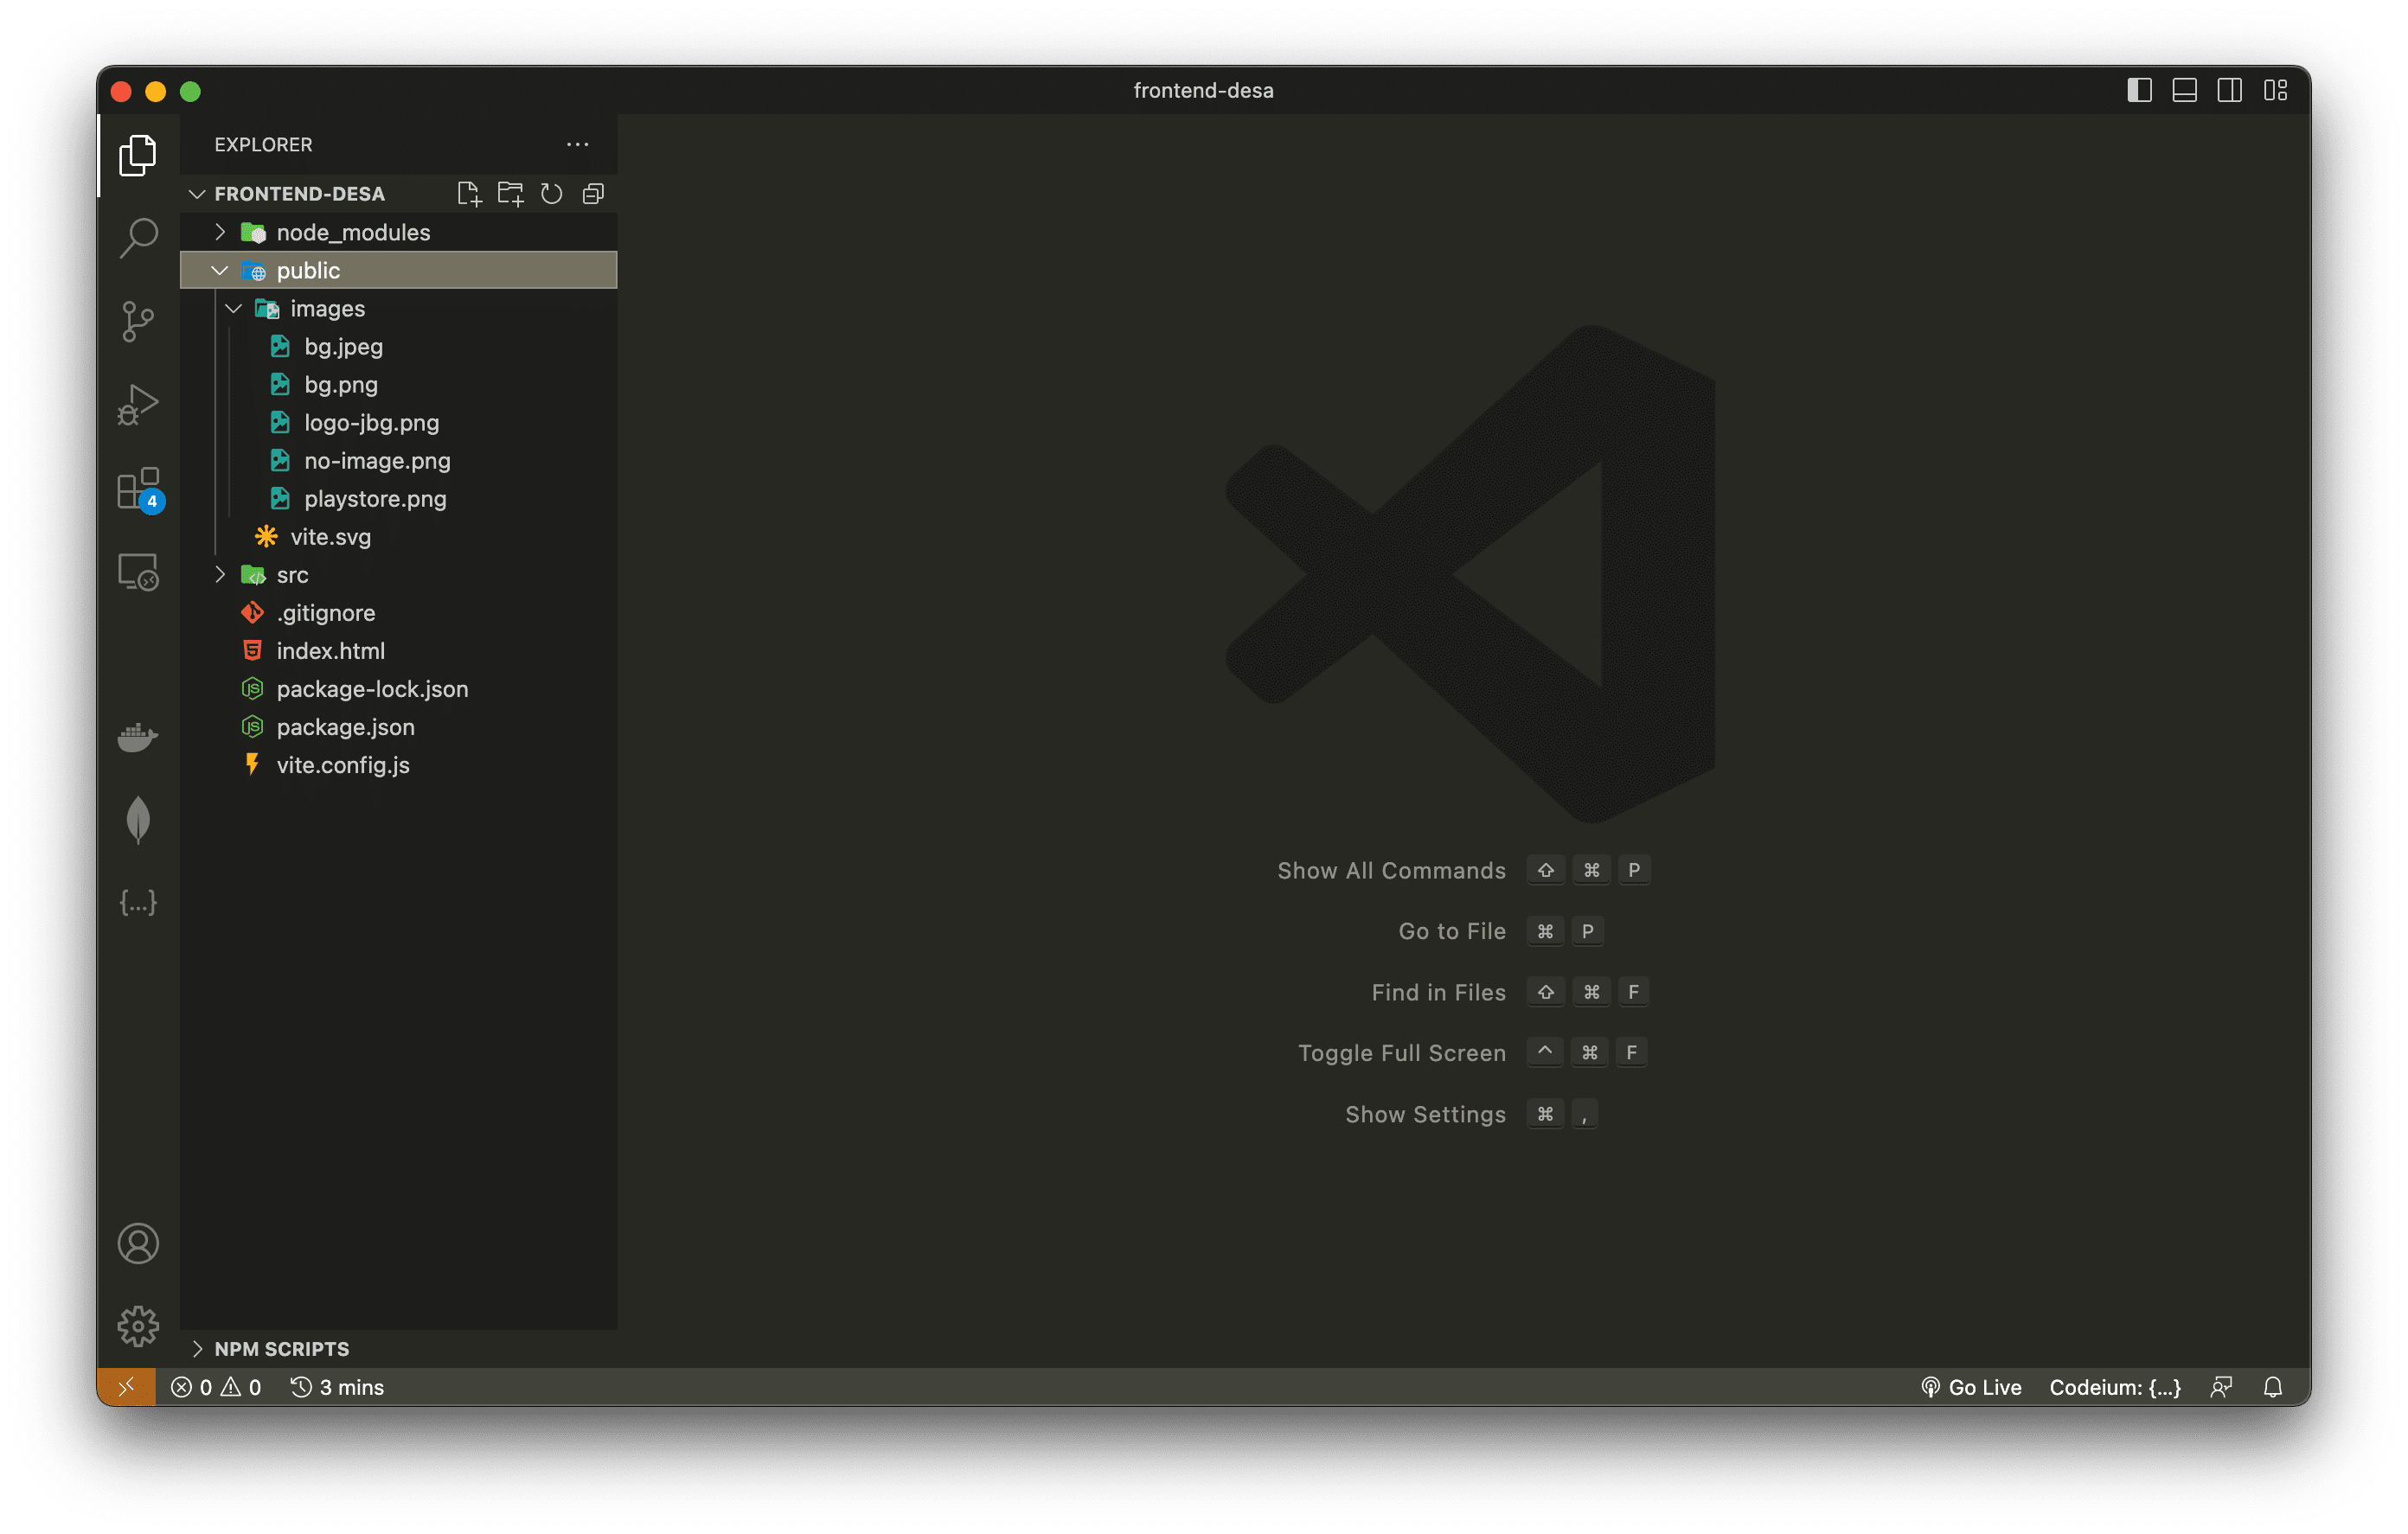 frontend-desa
EXPLORER
FRONTEND-DESA
node_modules
public
images
bg.jpeg
bg.png
logo-jbg.png
no-image.png
playstore.png
vite.svg
src
.gitignore
index.html
package-lock.json
package.json
vite.config.js
NPM SCRIPTS
4
{...}
Show All Commands ⇧ ⌘ P
Go to File ⌘ P
Find in Files ⇧ ⌘ F
Toggle Full Screen ^ ⌘ F
Show Settings ⌘ ,
0 0 3 mins Go Live Codeium: {...}